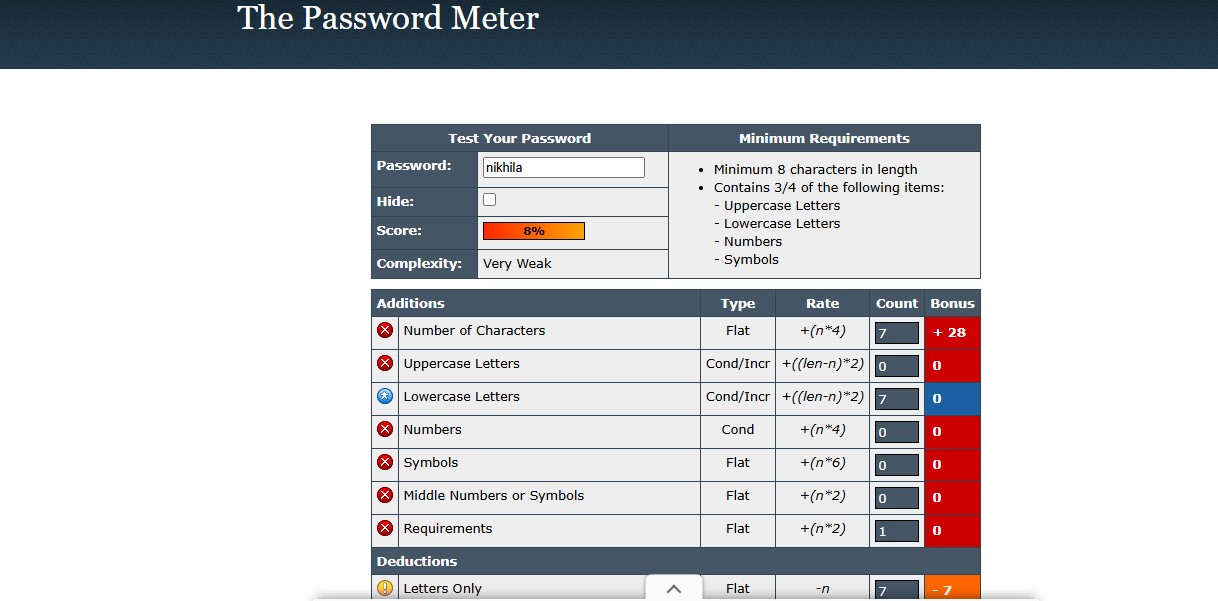 The Password Meter
Test Your Password
Minimum Requirements
Password:
nikhila
Hide:
Score:
8%
Complexity:
Very Weak
• Minimum 8 characters in length
• Contains 3/4 of the following items:
- Uppercase Letters
- Lowercase Letters
- Numbers
- Symbols
Additions Type Rate Count Bonus
Number of Characters Flat +(n*4) 7 + 28
Uppercase Letters Cond/Incr +((len-n)*2) 0 0
Lowercase Letters Cond/Incr +((len-n)*2) 7 0
Numbers Cond +(n*4) 0 0
Symbols Flat +(n*6) 0 0
Middle Numbers or Symbols Flat +(n*2) 0 0
Requirements Flat +(n*2) 1 0
Deductions
Letters Only Flat -n 7 - 7